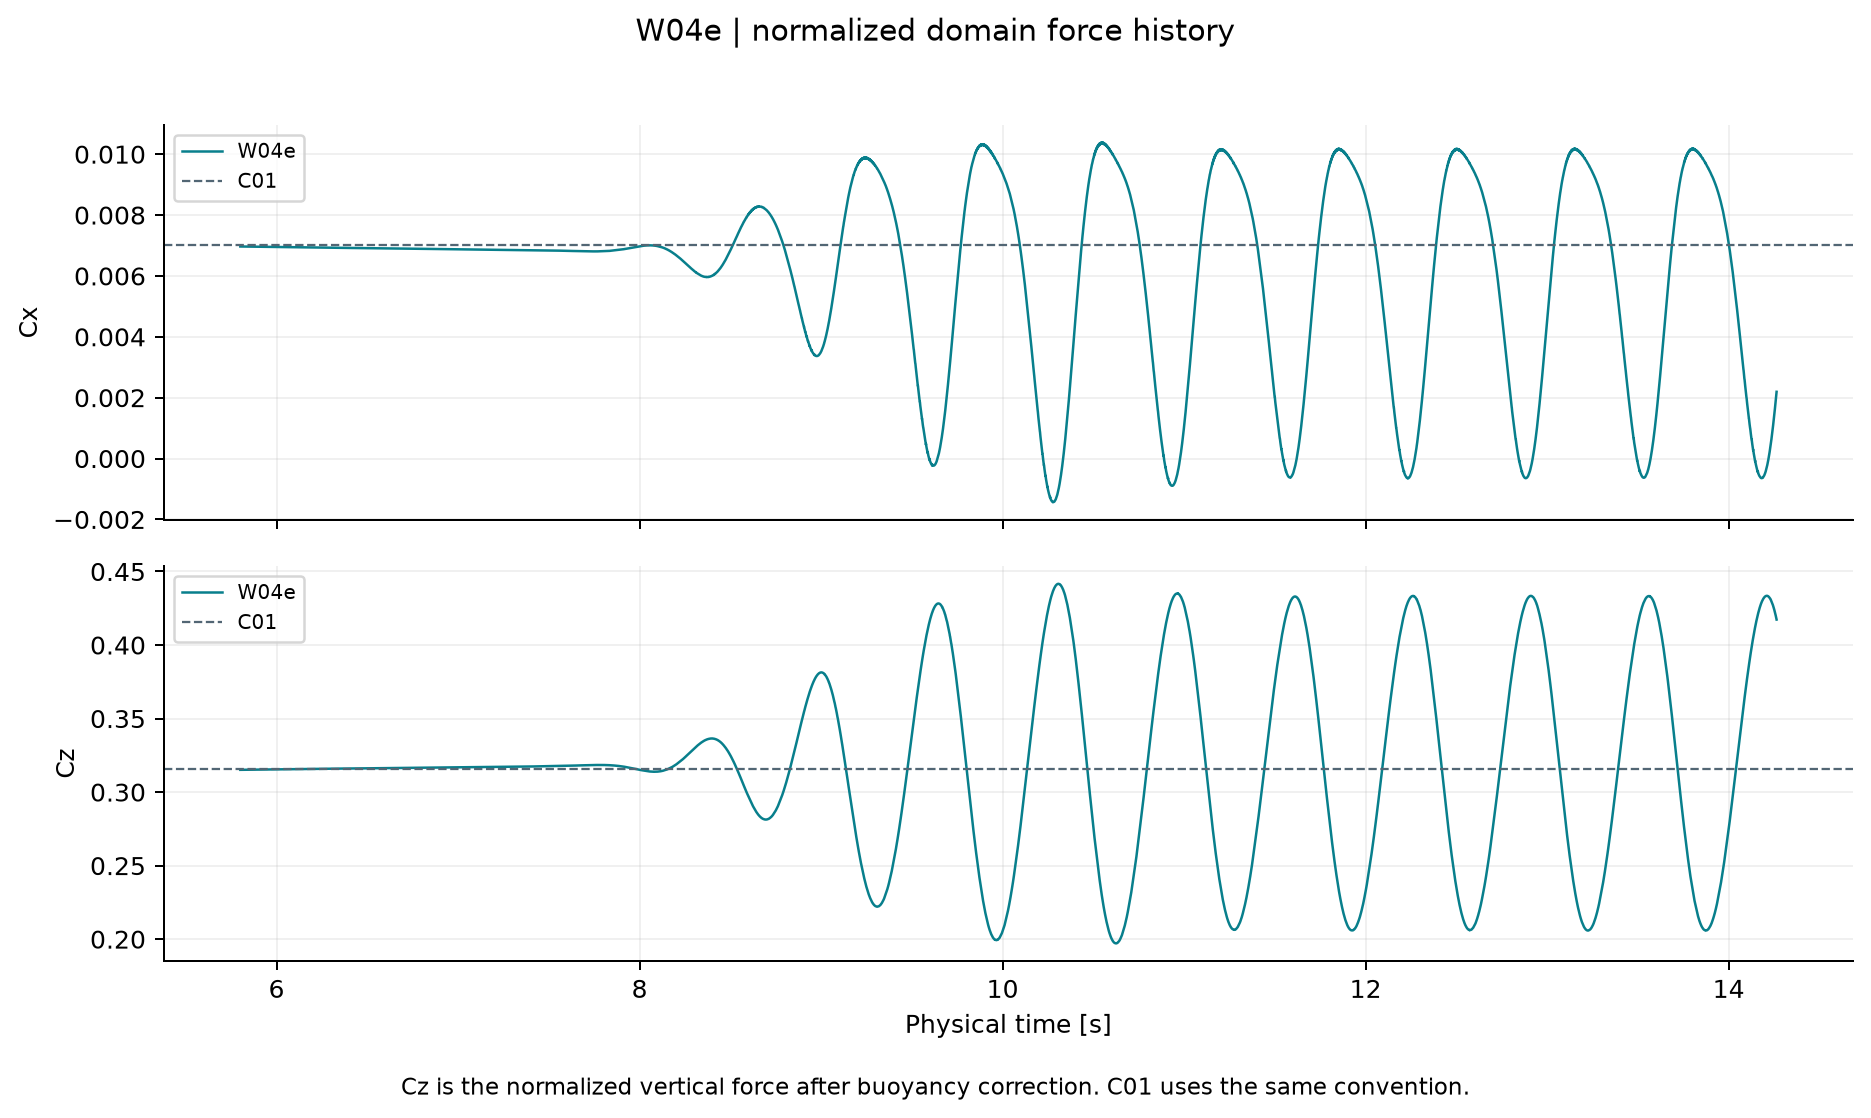 W04e | normalized domain force history
W04e
C01
0.010
0.008
0.006
0.004
0.002
0.000
−0.002
Cx
W04e
C01
0.45
0.40
0.35
0.30
0.25
0.20
Cz
6 8 10 12 14
Physical time [s]
Cz is the normalized vertical force after buoyancy correction. C01 uses the same convention.